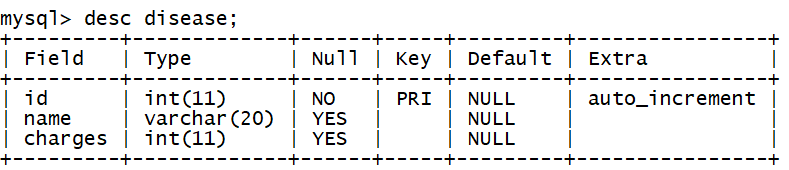 mysql> desc disease;
+---------+-------------+------+-----+---------+----------------+
| Field   | Type        | Null | Key | Default | Extra          |
+---------+-------------+------+-----+---------+----------------+
| id      | int(11)     | NO   | PRI | NULL    | auto_increment |
| name    | varchar(20) | YES  |     | NULL    |                |
| charges | int(11)     | YES  |     | NULL    |                |
+---------+-------------+------+-----+---------+----------------+